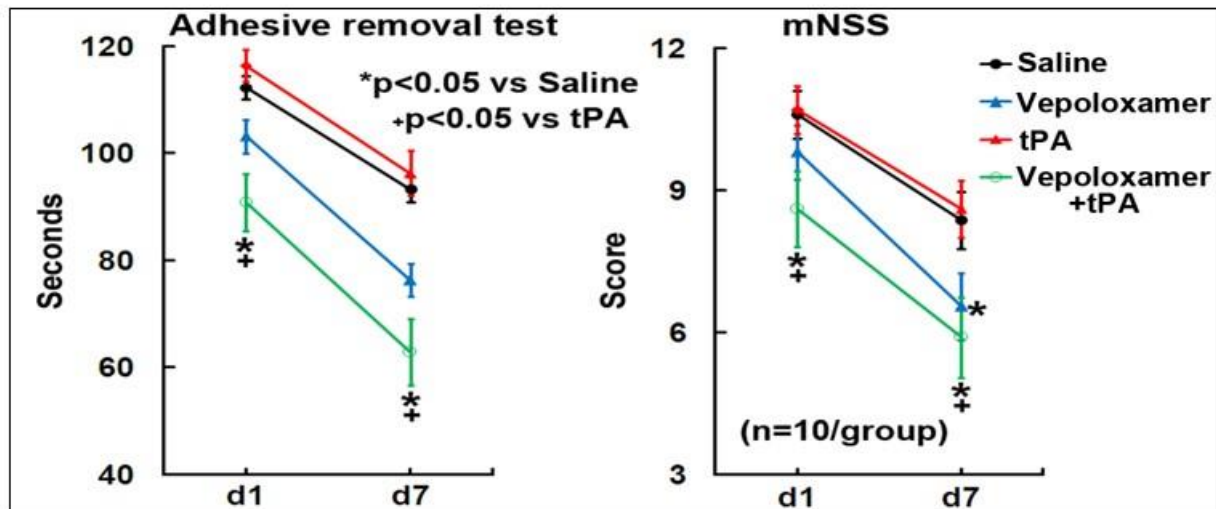 Adhesive removal test
120
100
80
60
40
Seconds
*p<0.05 vs Saline
+p<0.05 vs tPA
*
+
*
+
d1
d7
mNSS
12
9
6
3
Score
Saline
Vepoloxamer
tPA
Vepoloxamer
+tPA
*
+
*
*
+
(n=10/group)
d1
d7